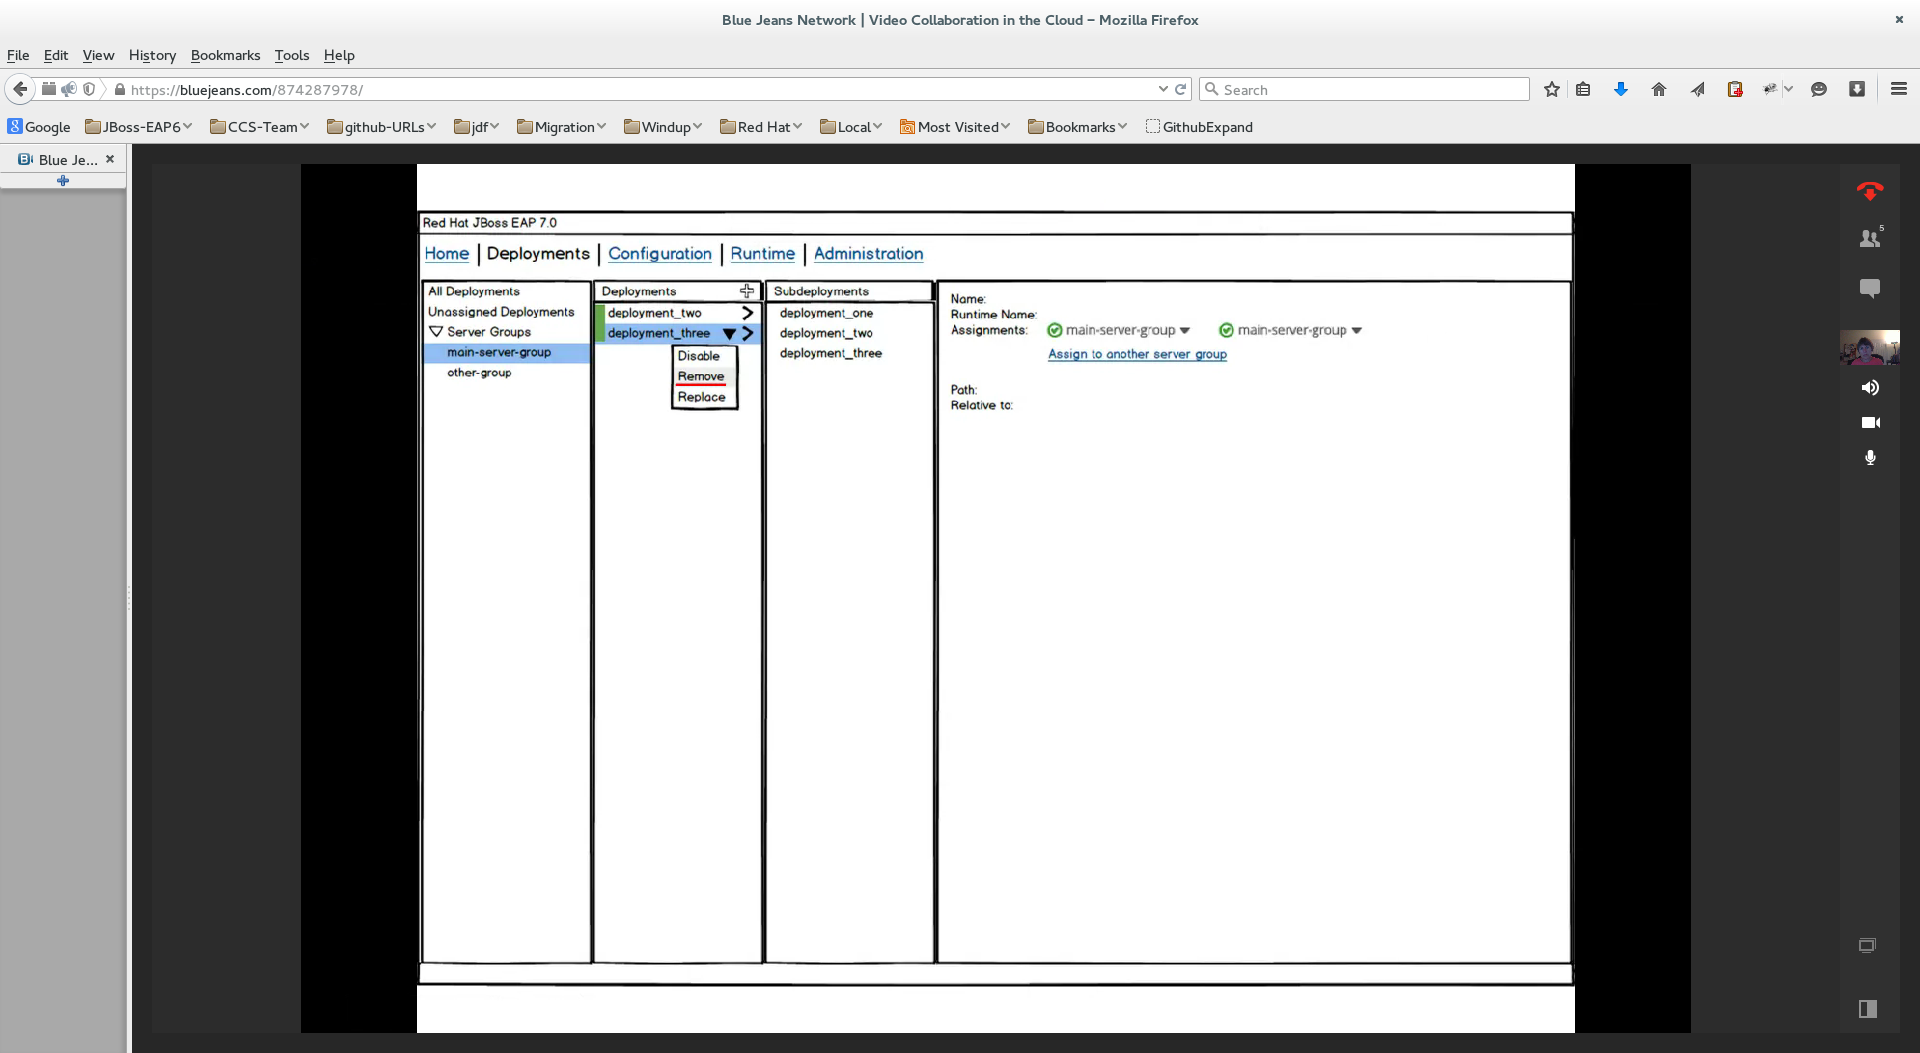 Blue Jeans Network | Video Collaboration in the Cloud – Mozilla Firefox
File Edit View History Bookmarks Tools Help
https://bluejeans.com/874287978/
Search
Google JBoss-EAP6 CCS-Team github-URLs jdf Migration Windup Red Hat Local Most Visited Bookmarks GithubExpand
Blue Je...
Red Hat JBoss EAP 7.0
Home | Deployments | Configuration | Runtime | Administration
All Deployments
Unassigned Deployments
Server Groups
main-server-group
other-group
Deployments
deployment_two
deployment_three
Disable
Remove
Replace
Subdeployments
deployment_one
deployment_two
deployment_three
Name:
Runtime Name:
Assignments: main-server-group main-server-group
Assign to another server group
Path:
Relative to:
5